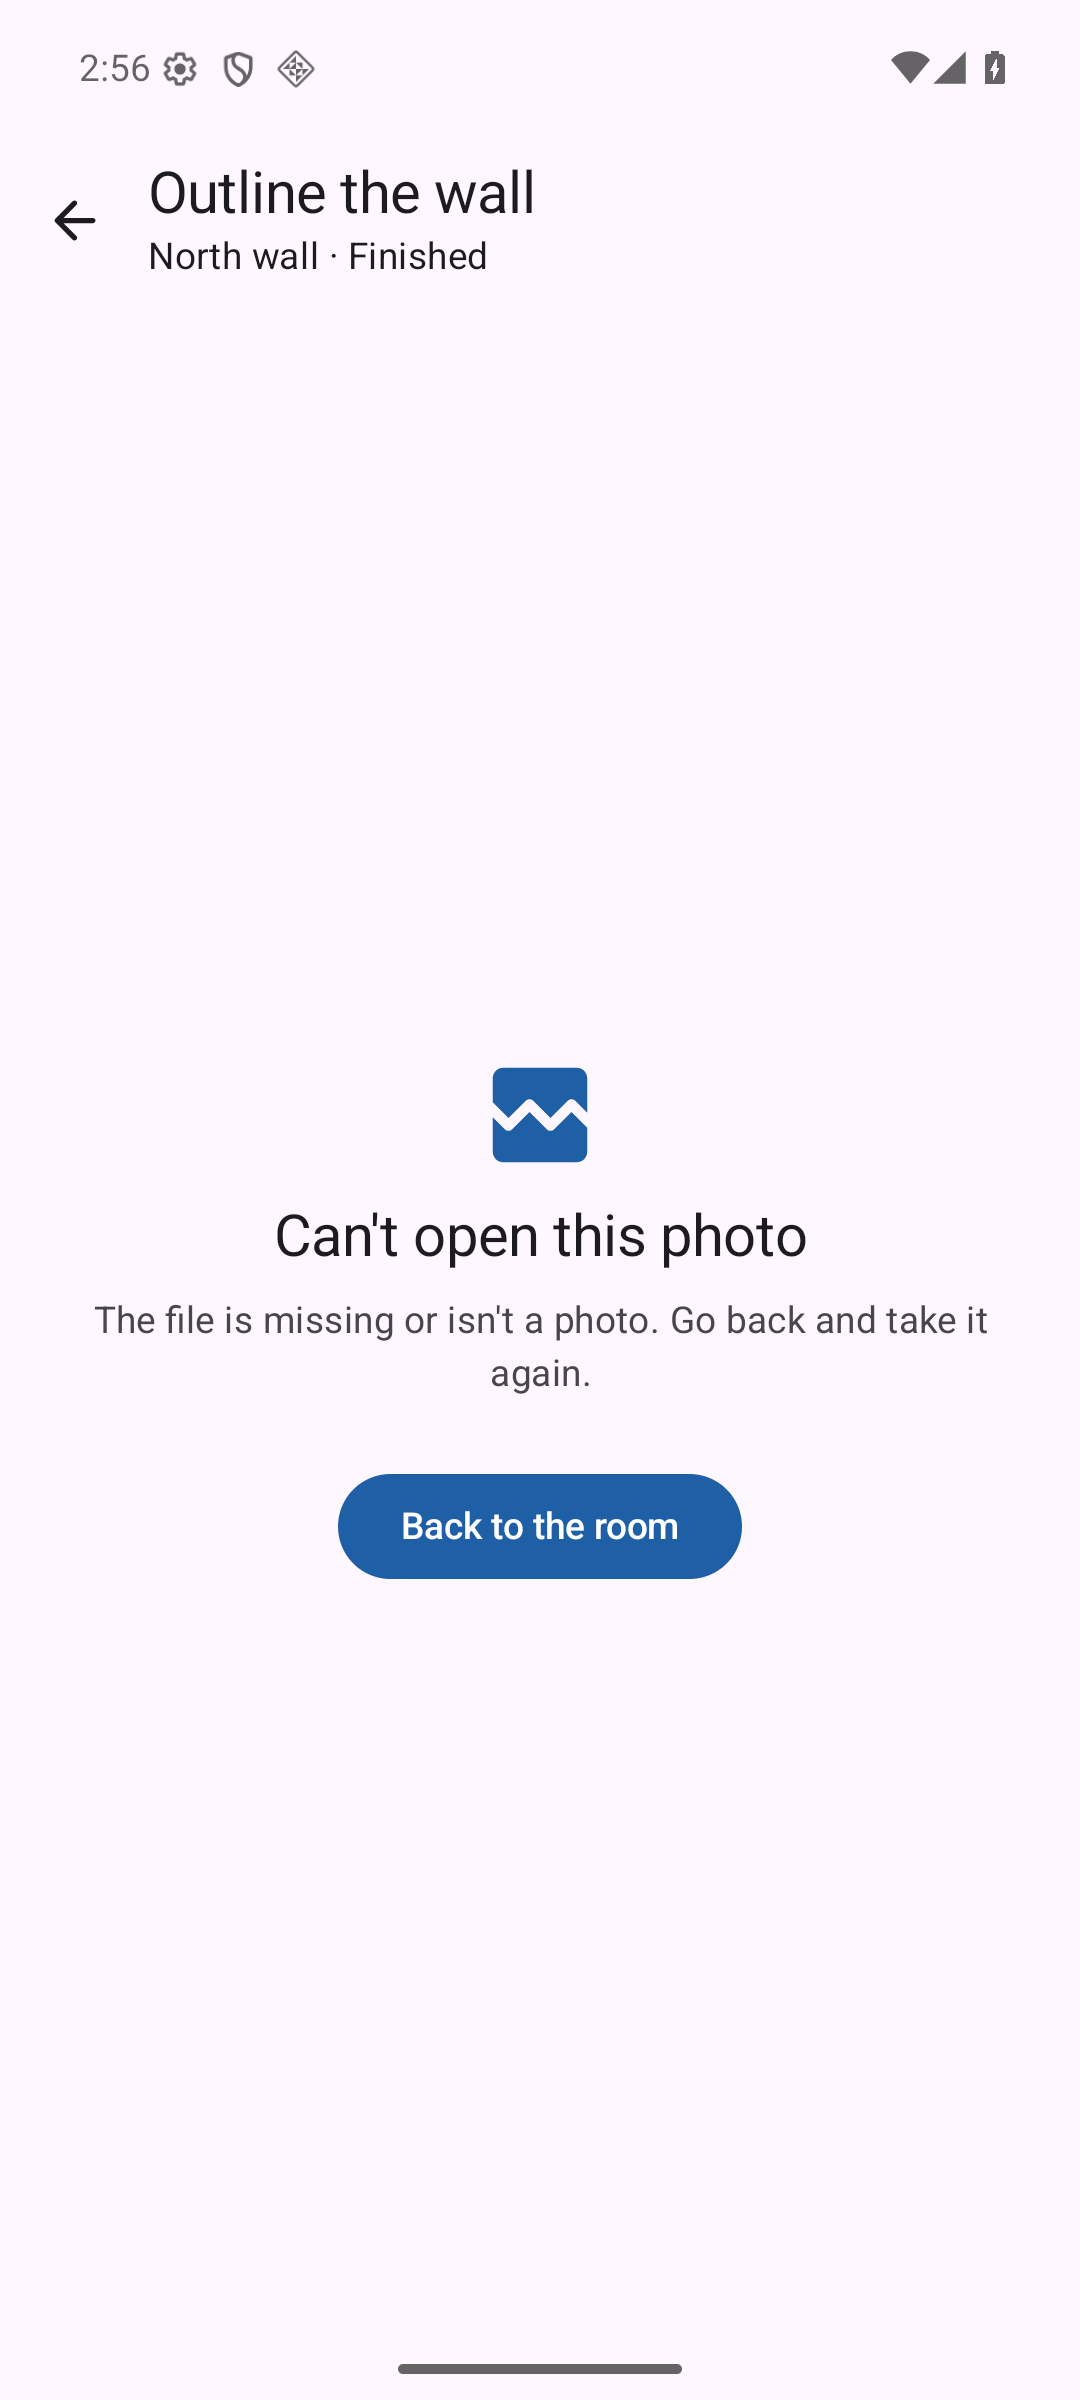 2:56
Outline the wall
North wall · Finished
Can't open this photo
The file is missing or isn't a photo. Go back and take it
again.
Back to the room